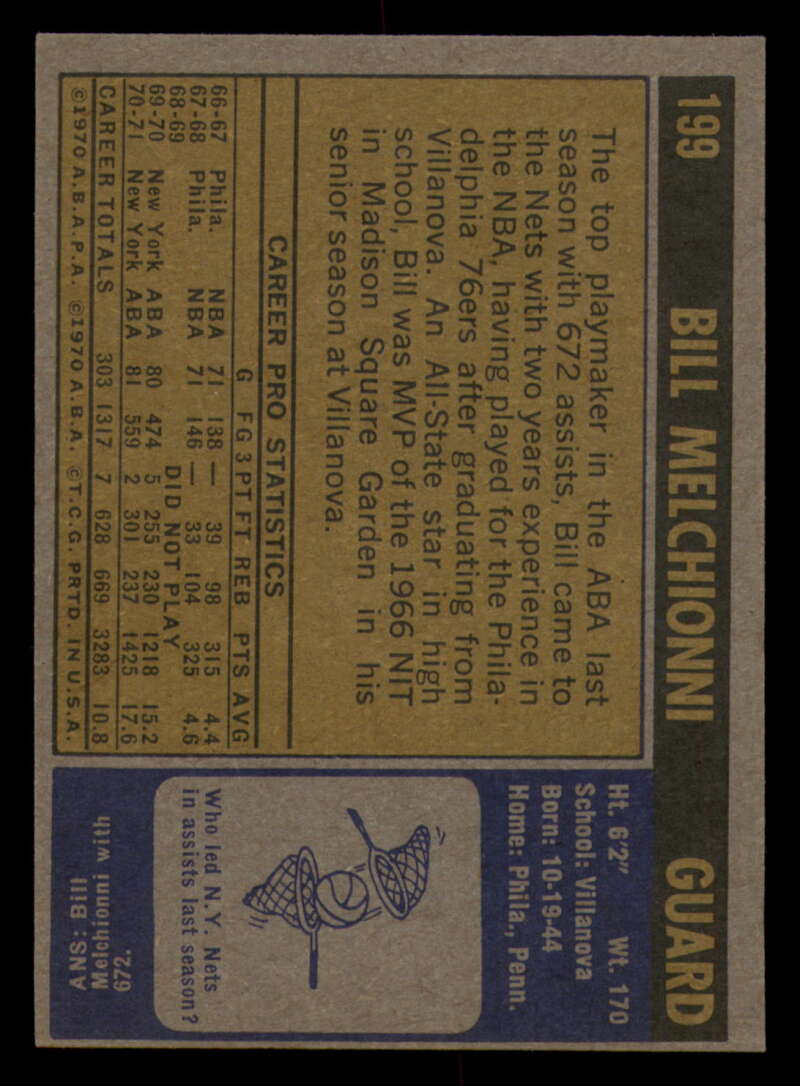 199 BILL MELCHIONNI GUARD
The top playmaker in the ABA last
season with 672 assists, Bill came to
the Nets with two years experience in
the NBA, having played for the Phila-
delphia 76ers after graduating from
Villanova. An All-State star in high
school, Bill was MVP of the 1966 NIT
in Madison Square Garden in his
senior season at Villanova.
CAREER PRO STATISTICS
G FG 3PT FT REB PTS AVG
66-67 Phila. NBA 71 138 — 39 98 315 4.4
67-68 Phila. NBA 71 146 — 33 104 325 4.6
68-69 DID NOT PLAY
69-70 New York ABA 80 474 5 255 230 1218 15.2
70-71 New York ABA 81 559 2 301 237 1425 17.6
CAREER TOTALS 303 1317 7 628 669 3283 10.8
©1970 A.B.A.P.A. ©1970 A.B.A. ©T.C.G. PRTD. IN U.S.A.
Ht. 6'2" Wt. 170
School: Villanova
Born: 10-19-44
Home: Phila., Penn.
Who led N.Y. Nets
in assists last season?
ANS: Bill
Melchionni with
672.